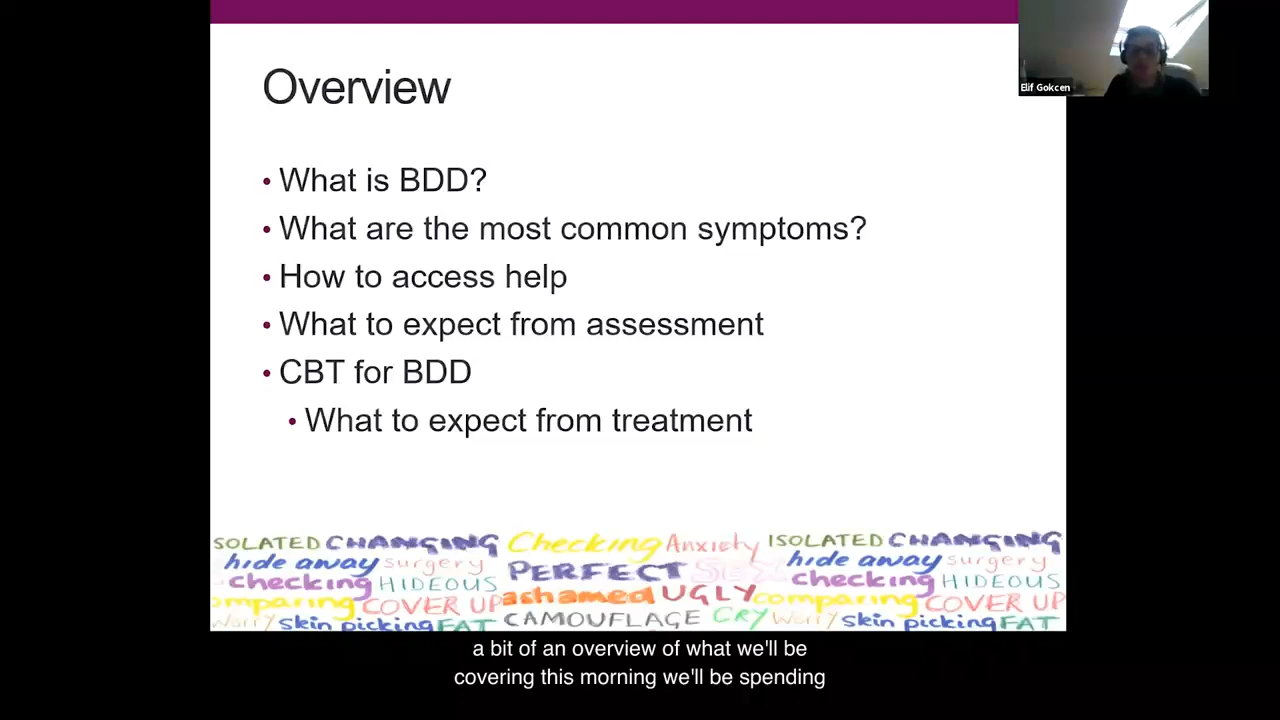 Overview
Elif Gokcen
• What is BDD?
• What are the most common symptoms?
• How to access help
• What to expect from assessment
• CBT for BDD
• What to expect from treatment
SOLATED CHANGING Checking Anxiety ISOLATED CHANGING
hide away surgery PERFECT hide away surgery
checking HIDEOUS checking HIDEOUS
omparing COVER UP ashamed UGLY comparing COVER UP
Worry skin picking FAT CAMOUFLAGE CRY Worry skin picking FAT
a bit of an overview of what we'll be
covering this morning we'll be spending